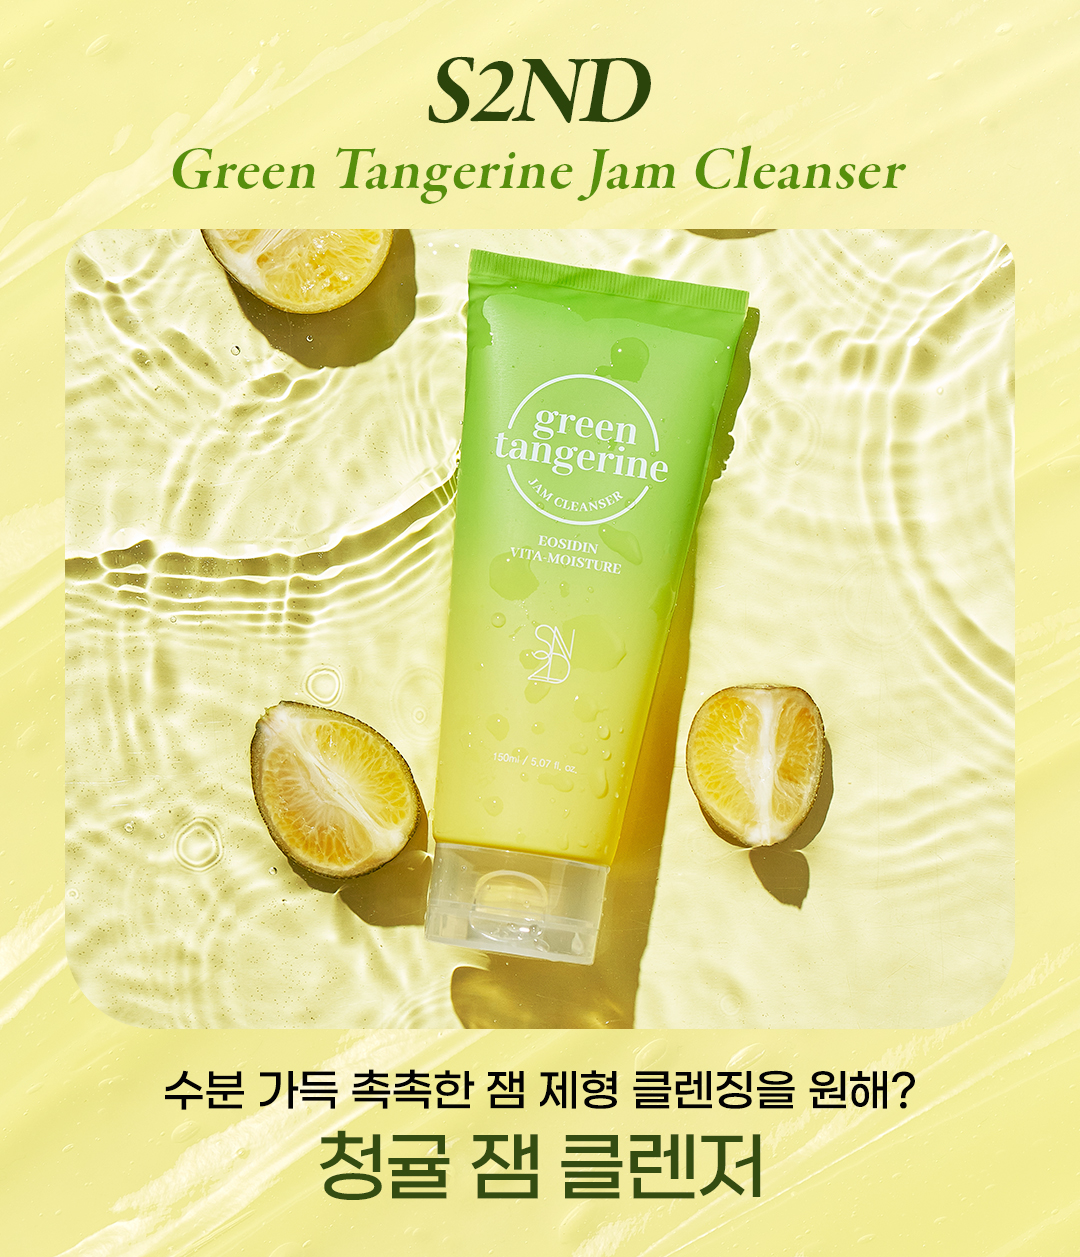 S2ND
Green Tangerine Jam Cleanser
green
tangerine
JAM CLEANSER
EOSIDIN
VITA-MOISTURE
S2ND
150ml / 5.07 fl. oz.
수분 가득 촉촉한 잼 제형 클렌징을 원해?
청귤 잼 클렌저